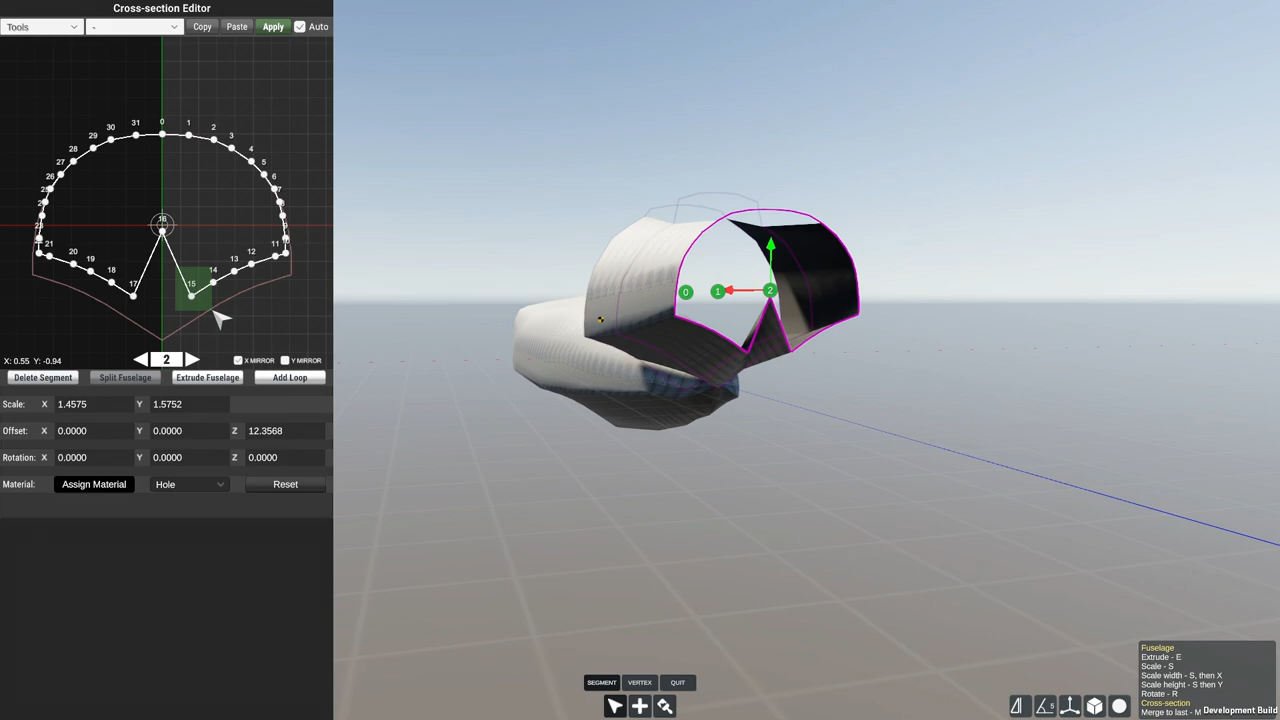 Cross-section Editor
Tools - Copy Paste Apply Auto
31 0 1
30 2
29 3
28 4
27 5
26 6
16
21 11
20 12
19 13
18 14
17 15
X: 0.55 Y: -0.94 2 X MIRROR Y MIRROR
Delete Segment Split Fuselage Extrude Fuselage Add Loop
Scale: X 1.4575 Y 1.5752
Offset: X 0.0000 Y 0.0000 Z 12.3568
Rotation: X 0.0000 Y 0.0000 Z 0.0000
Material: Assign Material Hole Reset
0 1 2
SEGMENT VERTEX QUIT
5
Fuselage
Extrude - E
Scale - S
Scale width - S, then X
Scale height - S then Y
Rotate - R
Cross-section
Merge to last - M
Development Build